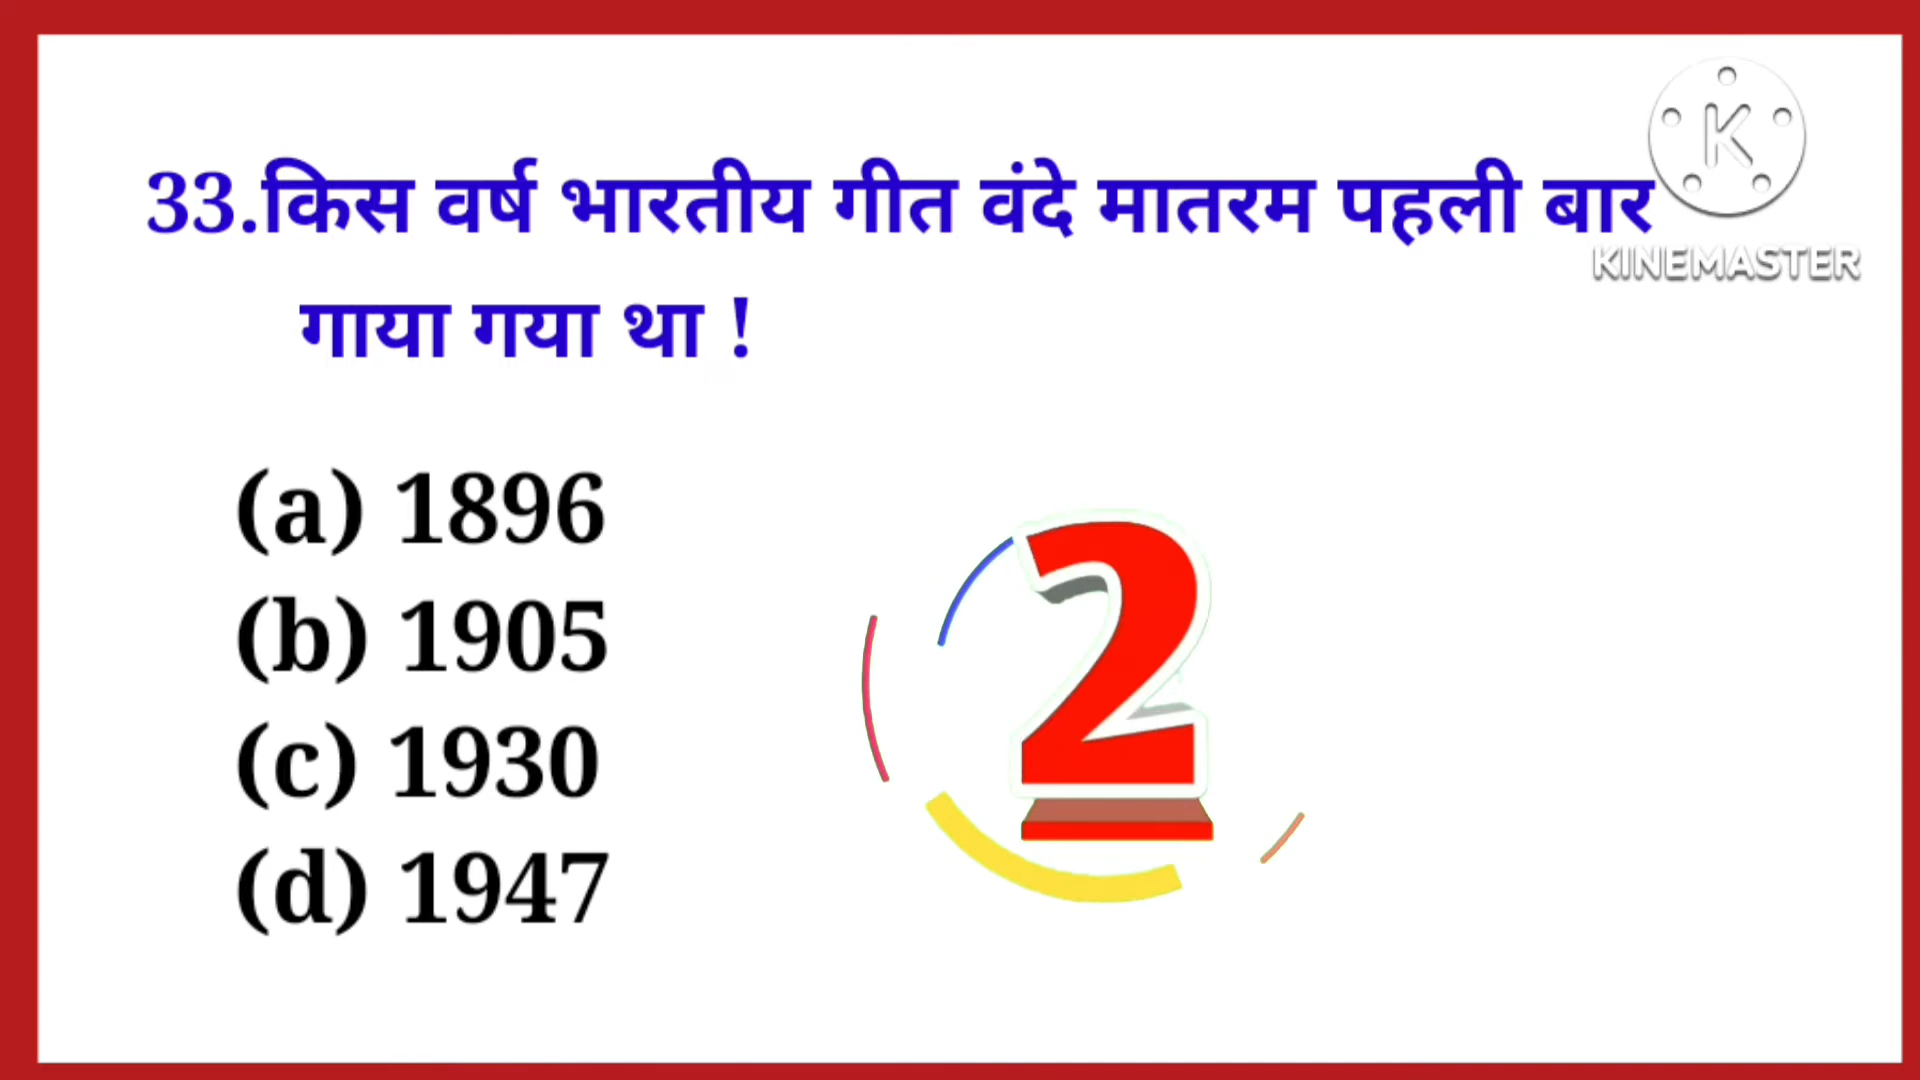 33.किस वर्ष भारतीय गीत वंदे मातरम पहली बार
गाया गया था !
K
KINEMASTER
(a) 1896
(b) 1905
(c) 1930
(d) 1947
2